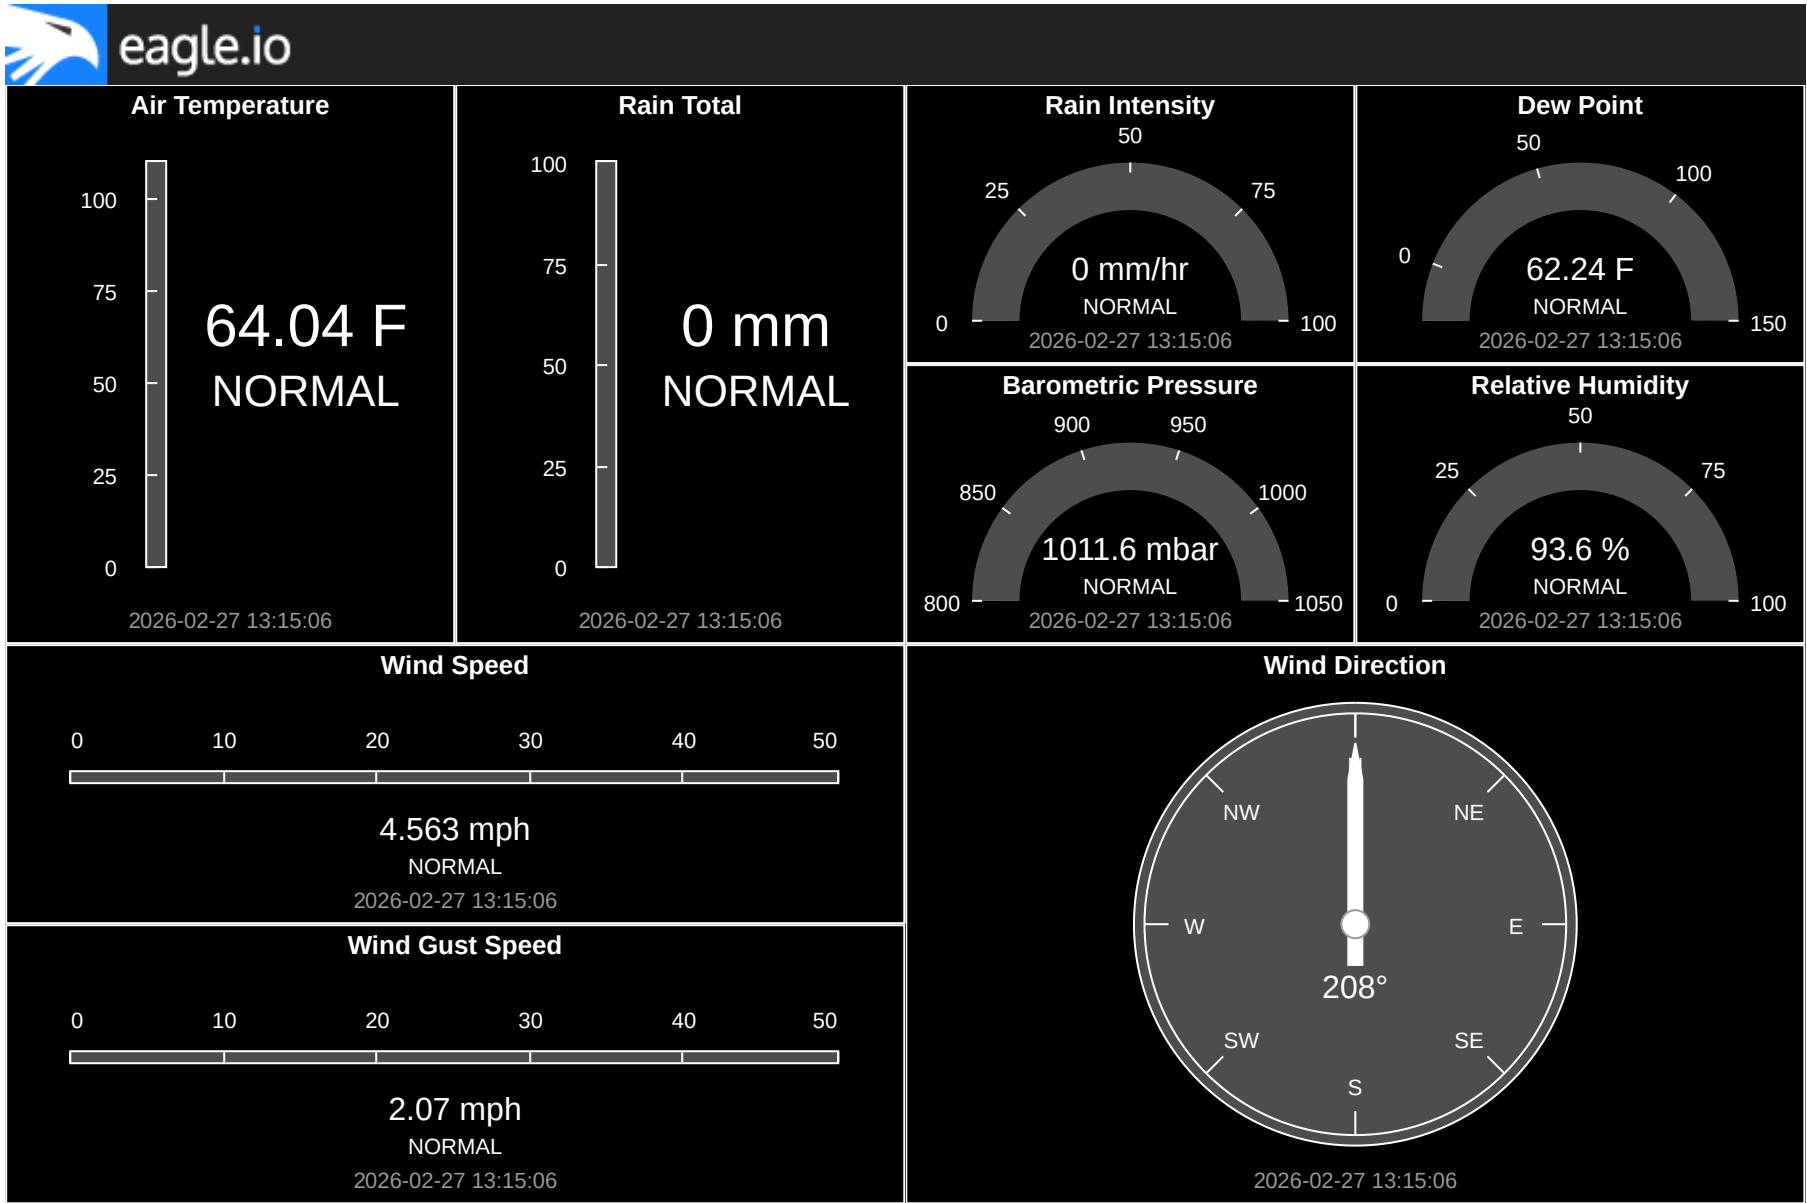 eagle.io
Air Temperature
100
75
50
25
0
64.04 F
NORMAL
2026-02-27 13:15:06
Rain Total
100
75
50
25
0
0 mm
NORMAL
2026-02-27 13:15:06
Rain Intensity
50
25
75
0
100
0 mm/hr
NORMAL
2026-02-27 13:15:06
Dew Point
50
100
0
150
62.24 F
NORMAL
2026-02-27 13:15:06
Barometric Pressure
900
950
850
1000
800
1050
1011.6 mbar
NORMAL
2026-02-27 13:15:06
Relative Humidity
50
25
75
0
100
93.6 %
NORMAL
2026-02-27 13:15:06
Wind Speed
0 10 20 30 40 50
4.563 mph
NORMAL
2026-02-27 13:15:06
Wind Gust Speed
0 10 20 30 40 50
2.07 mph
NORMAL
2026-02-27 13:15:06
Wind Direction
NW NE
W E
208°
SW SE
S
2026-02-27 13:15:06